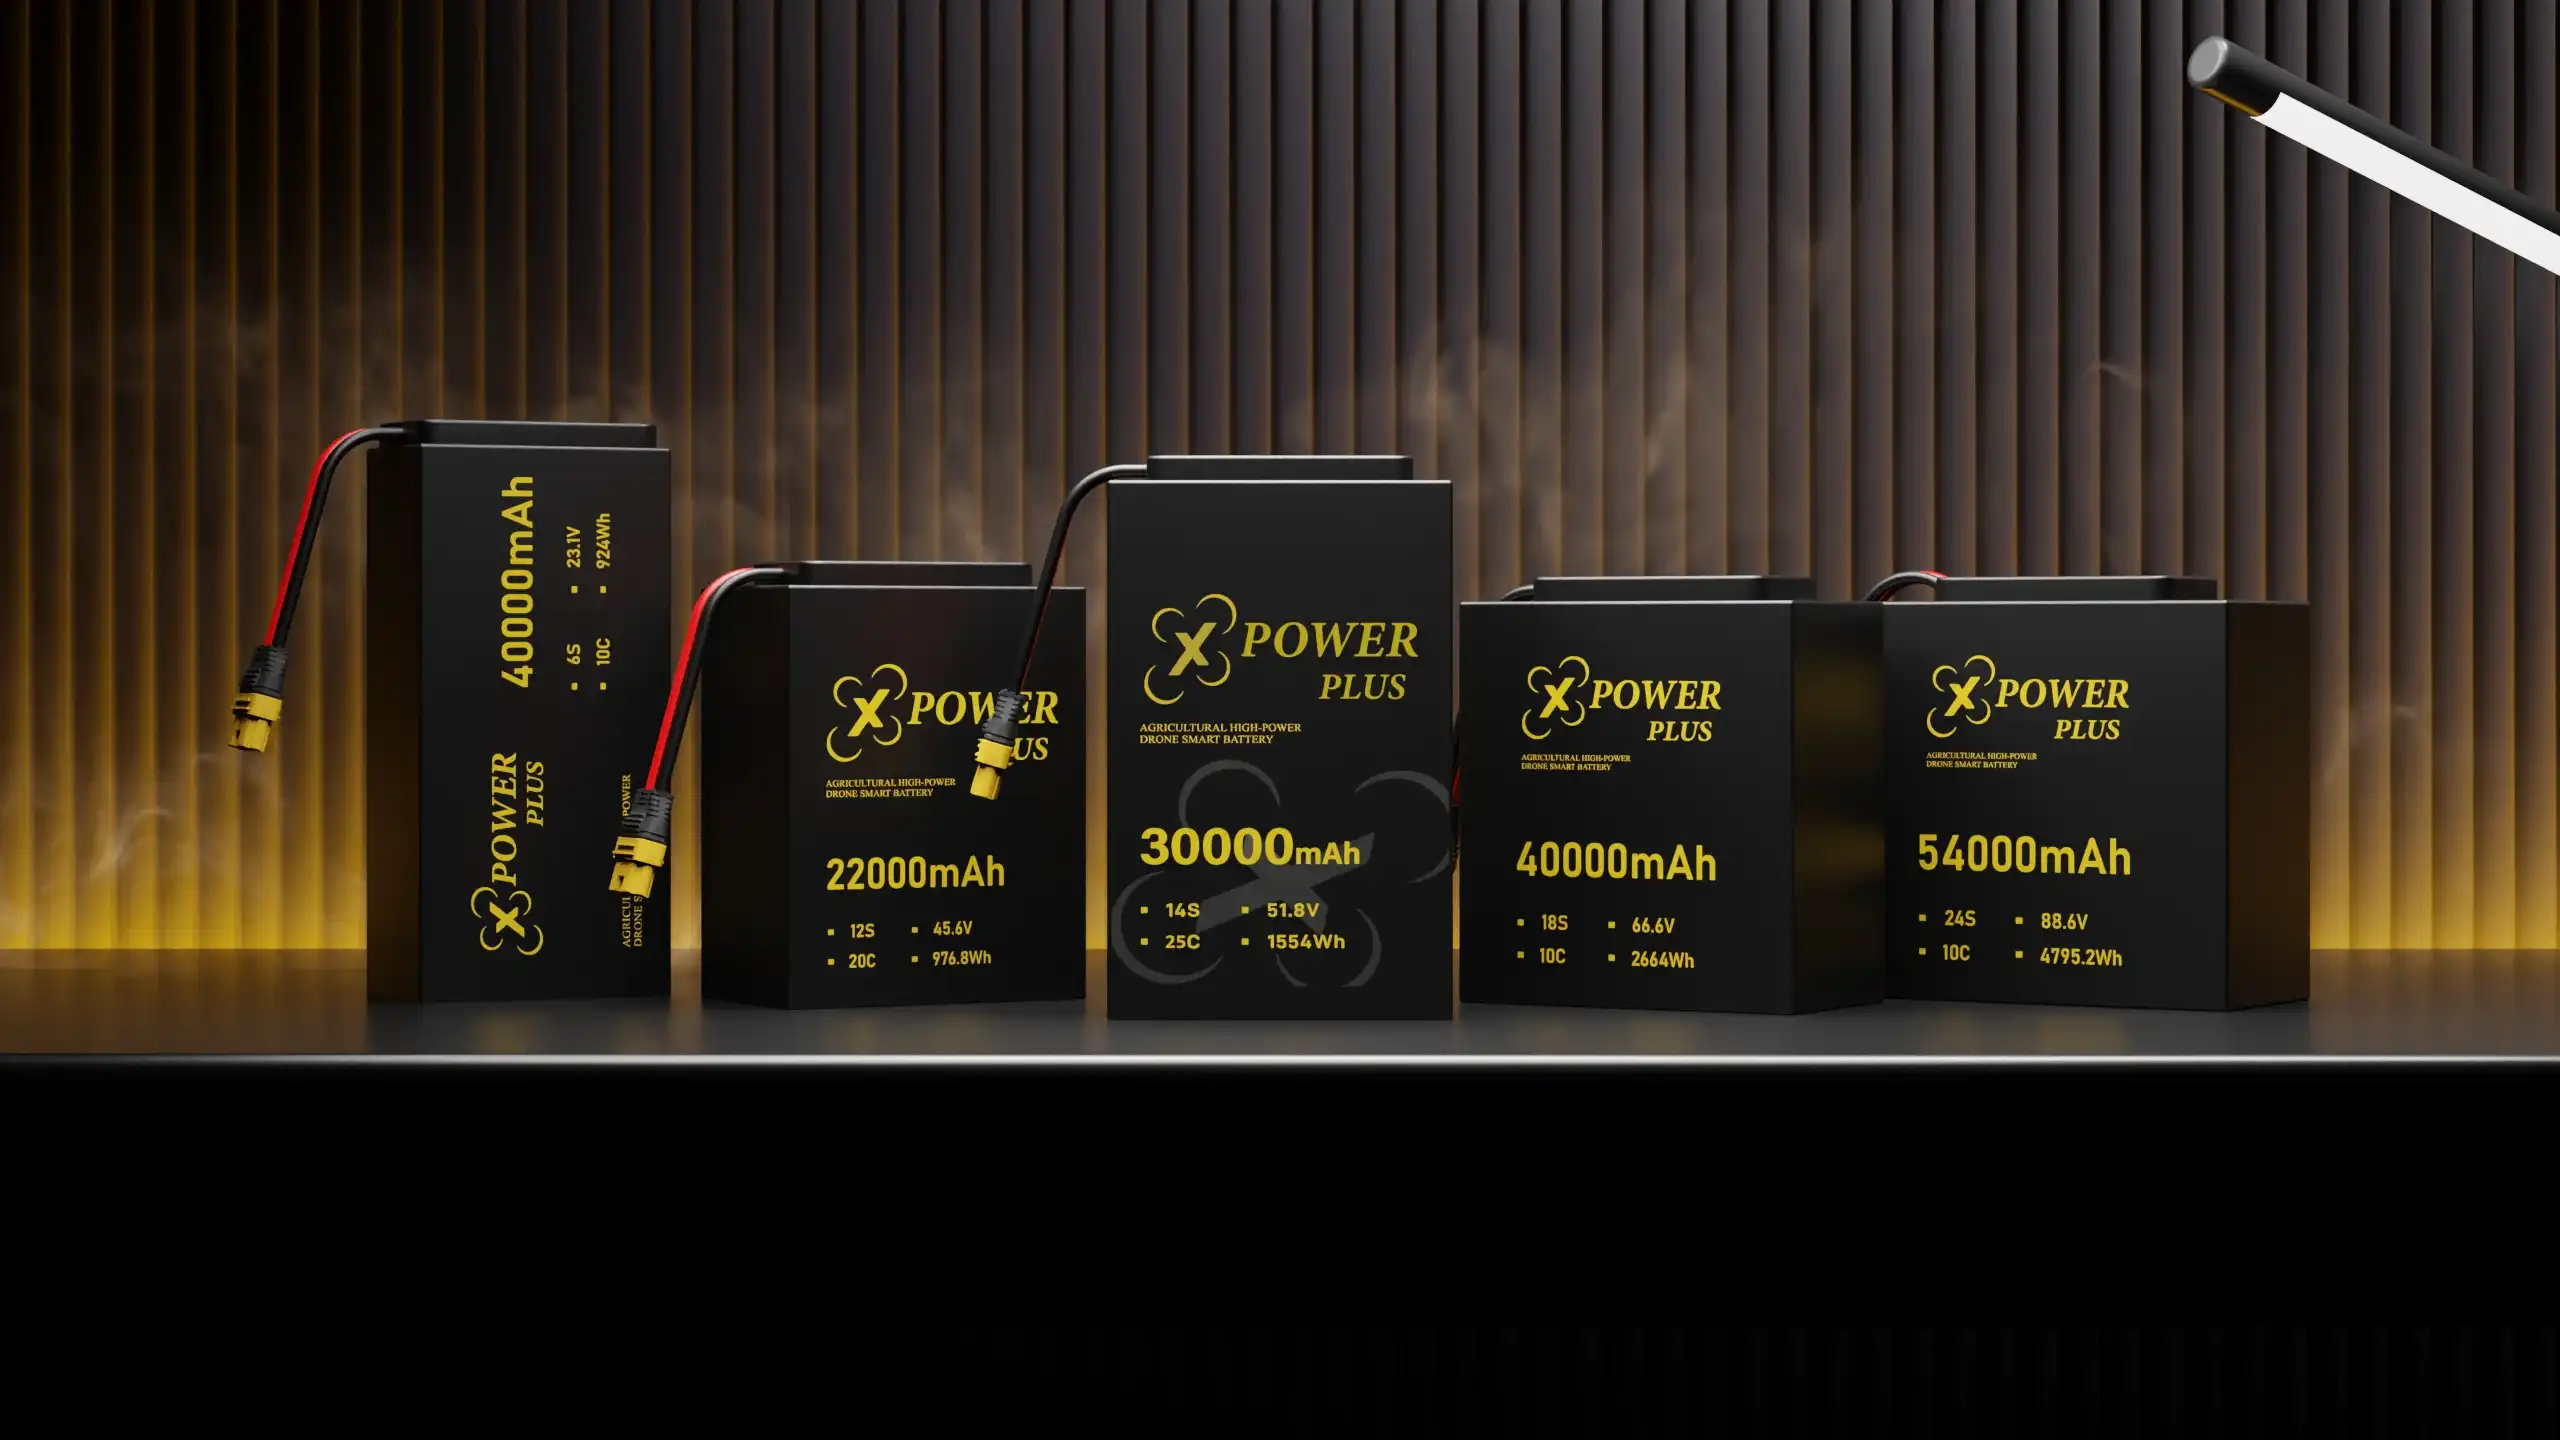 40000mAh
6S 23.1V
10C 924Wh
X POWER
PLUS
POWER
DRONE S
X POWER
PLUS
AGRICULTURAL HIGH-POWER
DRONE SMART BATTERY
22000mAh
12S 45.6V
20C 976.8Wh
X POWER
PLUS
AGRICULTURAL HIGH-POWER
DRONE SMART BATTERY
30000mAh
14S 51.8V
25C 1554Wh
X
X POWER
PLUS
AGRICULTURAL HIGH-POWER
DRONE SMART BATTERY
40000mAh
18S 66.6V
10C 2664Wh
X POWER
PLUS
AGRICULTURAL HIGH-POWER
DRONE SMART BATTERY
54000mAh
24S 88.6V
10C 4795.2Wh